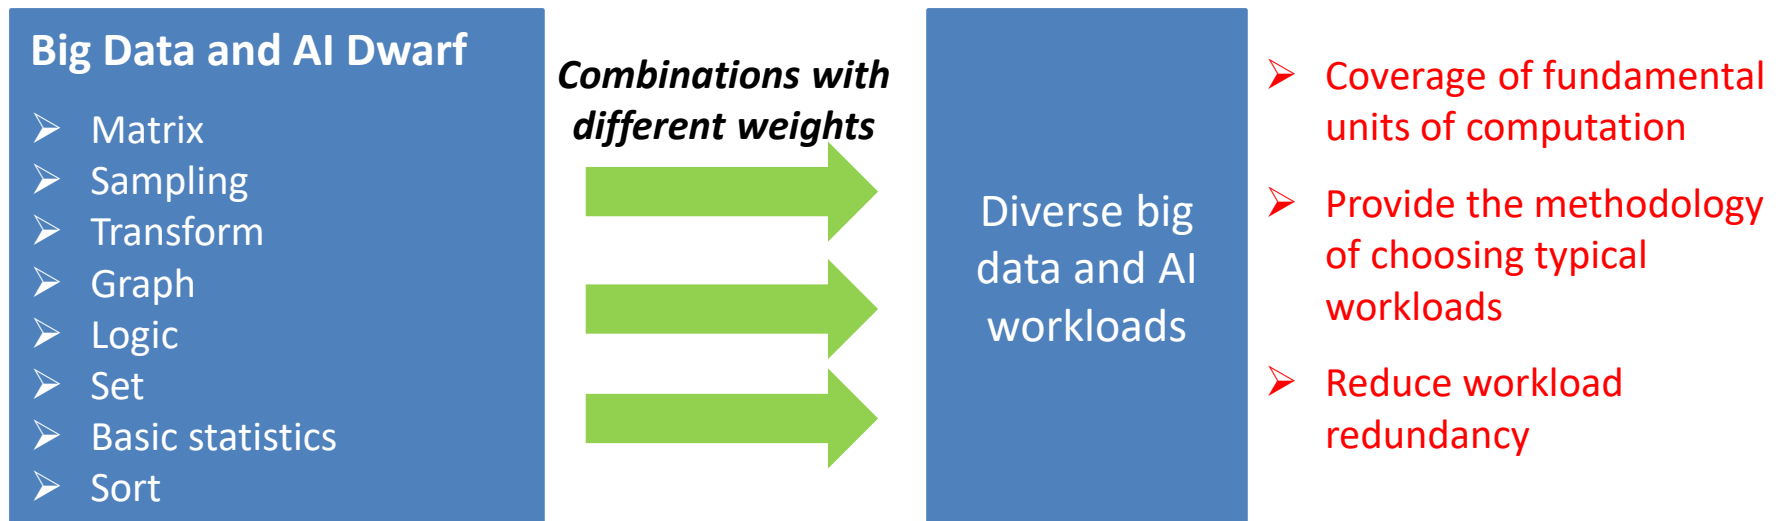 Big Data and AI Dwarf
➢ Matrix
➢ Sampling
➢ Transform
➢ Graph
➢ Logic
➢ Set
➢ Basic statistics
➢ Sort
Combinations with
different weights
Diverse big
data and AI
workloads
➢ Coverage of fundamental
units of computation
➢ Provide the methodology
of choosing typical
workloads
➢ Reduce workload
redundancy